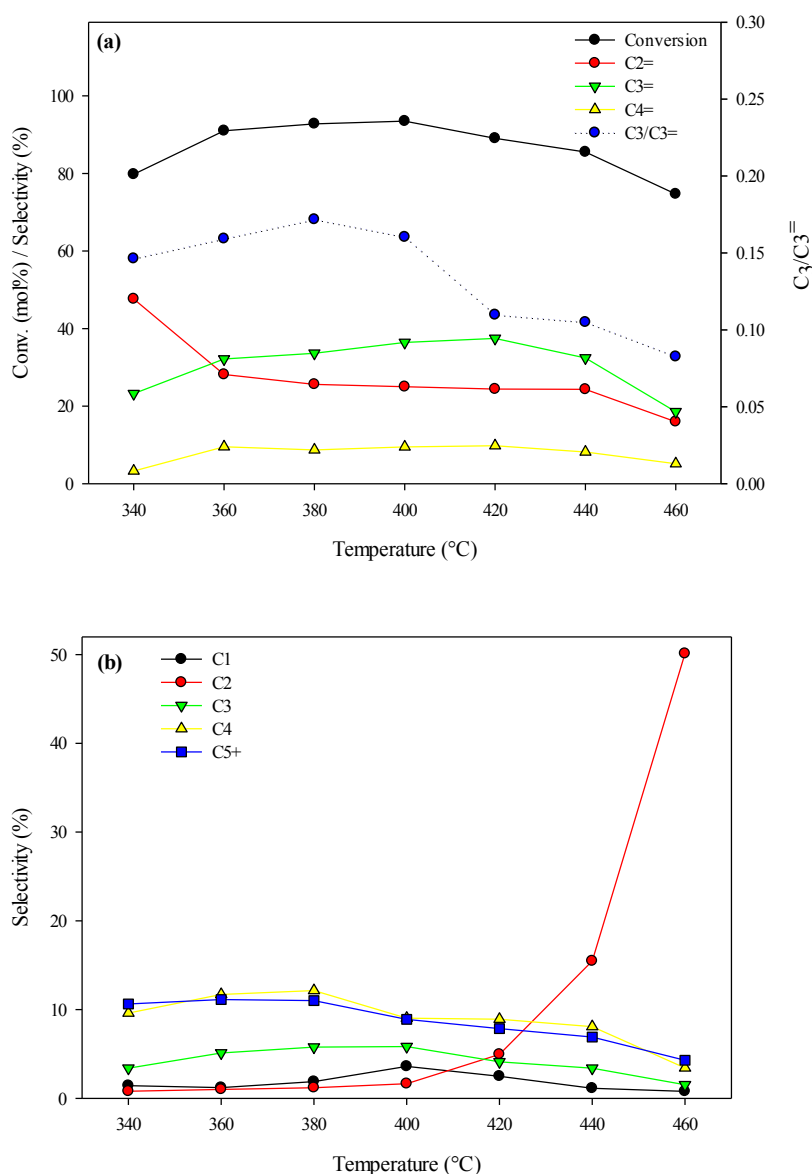 (a)
Conversion
C2=
C3=
C4=
C3/C3=
Conv. (mol%) / Selectivity (%)
0
20
40
60
80
100
C3/C3=
0.00
0.05
0.10
0.15
0.20
0.25
0.30
340 360 380 400 420 440 460
Temperature (°C)
(b)
C1
C2
C3
C4
C5+
Selectivity (%)
0
10
20
30
40
50
340 360 380 400 420 440 460
Temperature (°C)